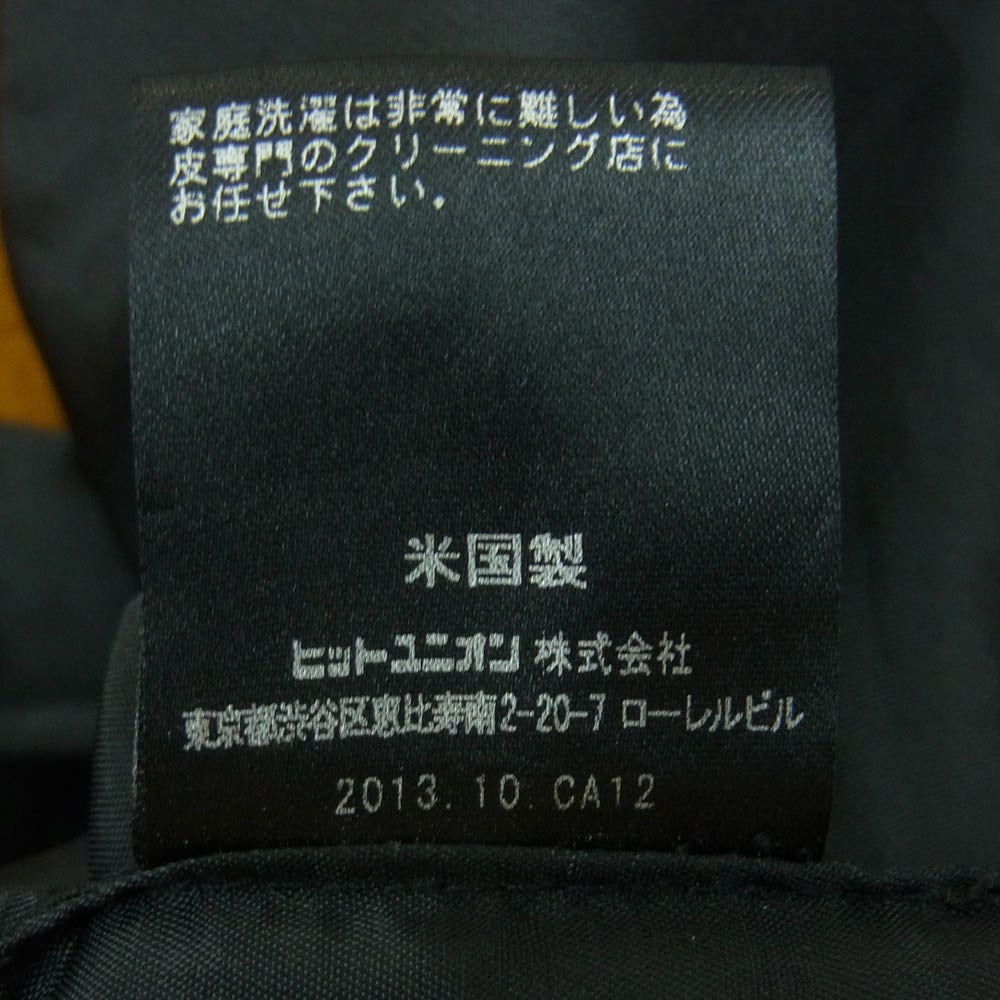 家庭洗濯は非常に難しい為
皮専門のクリーニング店に
お任せ下さい.
米国製
ヒットユニオン 株式会社
東京都渋谷区恵比寿南2-20-7 ローレルビル
2013.10 CA12